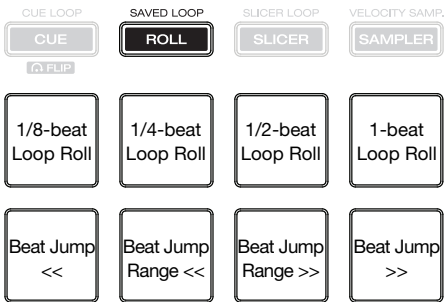 CUE LOOP SAVED LOOP SLICER LOOP VELOCITY SAMP.
CUE ROLL SLICER SAMPLER
FLIP
1/8-beat 1/4-beat 1/2-beat 1-beat
Loop Roll Loop Roll Loop Roll Loop Roll
Beat Jump Beat Jump Beat Jump Beat Jump
<< Range << Range >> >>